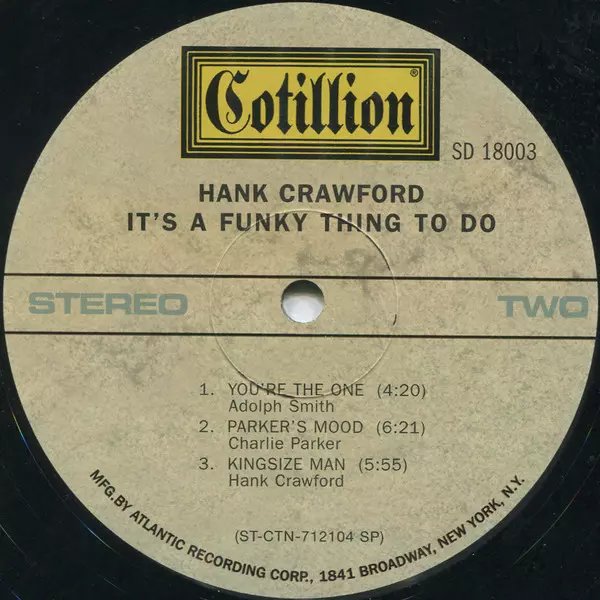 Cotillion®
SD 18003
HANK CRAWFORD
IT'S A FUNKY THING TO DO
STEREO
TWO
1. YOU'RE THE ONE (4:20)
Adolph Smith
2. PARKER'S MOOD (6:21)
Charlie Parker
3. KINGSIZE MAN (5:55)
Hank Crawford
(ST-CTN-712104 SP)
MFG.BY ATLANTIC RECORDING CORP., 1841 BROADWAY, NEW YORK, N.Y.